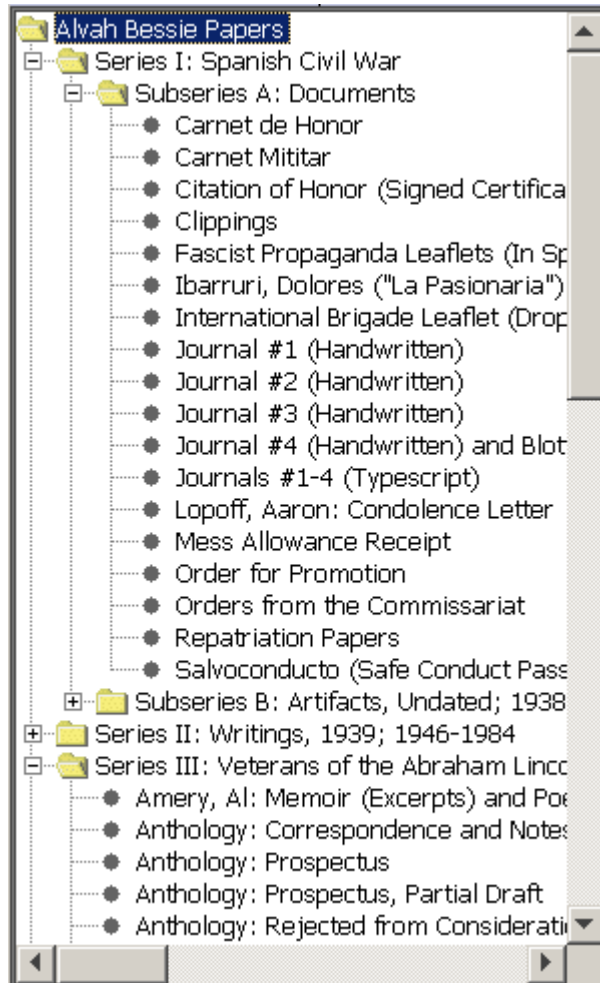 Alvah Bessie Papers
Series I: Spanish Civil War
Subseries A: Documents
Carnet de Honor
Carnet Mititar
Citation of Honor (Signed Certifica
Clippings
Fascist Propaganda Leaflets (In Sp
Ibarruri, Dolores ("La Pasionaria")
International Brigade Leaflet (Drop
Journal #1 (Handwritten)
Journal #2 (Handwritten)
Journal #3 (Handwritten)
Journal #4 (Handwritten) and Blot
Journals #1-4 (Typescript)
Lopoff, Aaron: Condolence Letter
Mess Allowance Receipt
Order for Promotion
Orders from the Commissariat
Repatriation Papers
Salvoconducto (Safe Conduct Pass
Subseries B: Artifacts, Undated; 1938
Series II: Writings, 1939; 1946-1984
Series III: Veterans of the Abraham Linco
Amery, Al: Memoir (Excerpts) and Poe
Anthology: Correspondence and Notes
Anthology: Prospectus
Anthology: Prospectus, Partial Draft
Anthology: Rejected from Consideratio